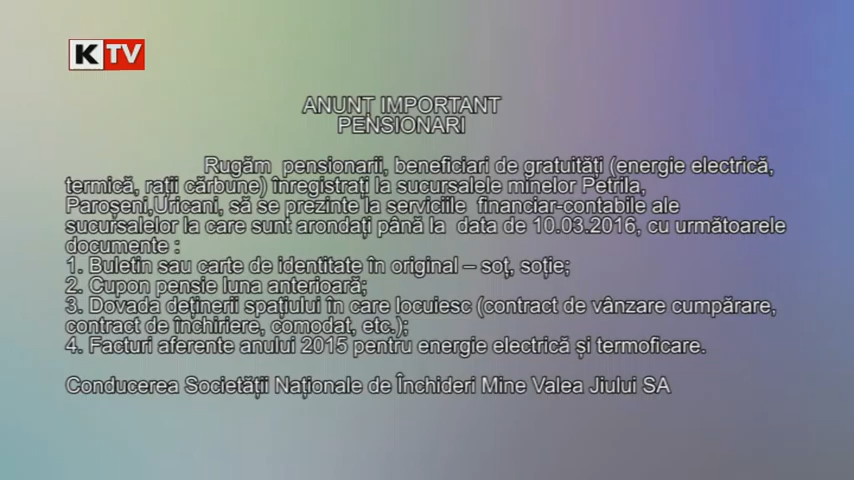 K TV
ANUNȚ IMPORTANT
PENSIONARI
Rugăm pensionarii, beneficiari de gratuități (energie electrică,
termică, rații cărbune) înregistrați la sucursalele minelor Petrila,
Paroșeni,Uricani, să se prezinte la serviciile financiar-contabile ale
sucursalelor la care sunt arondați până la data de 10.03.2016, cu următoarele
documente :
1. Buletin sau carte de identitate în original – soț, soție;
2. Cupon pensie luna anterioară;
3. Dovada deținerii spațiului în care locuiesc (contract de vânzare cumpărare,
contract de închiriere, comodat, etc.);
4. Facturi aferente anului 2015 pentru energie electrică și termoficare.
Conducerea Societății Naționale de Închideri Mine Valea Jiului SA